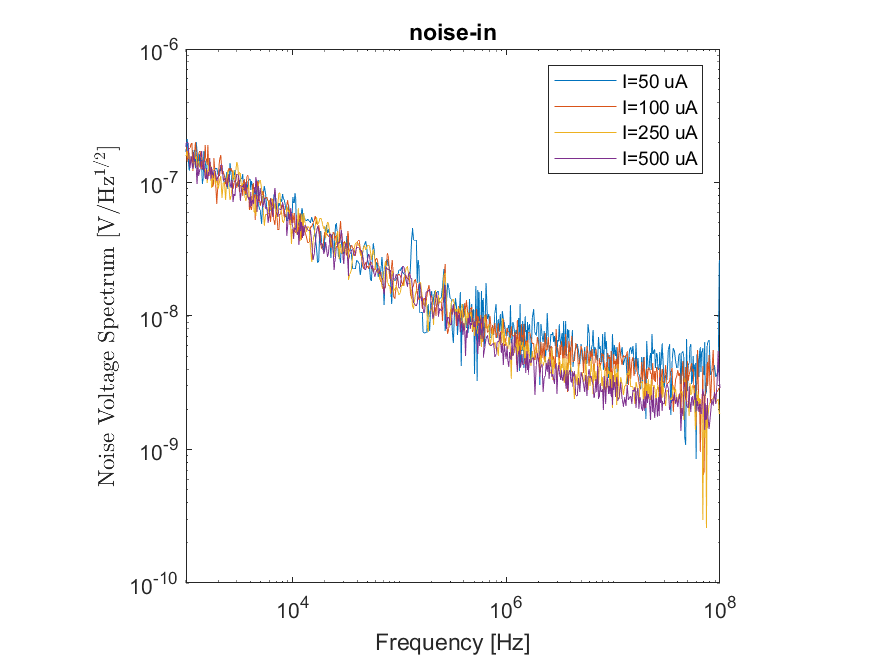 noise-in
10^-6
10^-7
10^-8
10^-9
10^-10
Noise Voltage Spectrum [V/Hz^1/2]
I=50 uA
I=100 uA
I=250 uA
I=500 uA
10^4
10^6
10^8
Frequency [Hz]